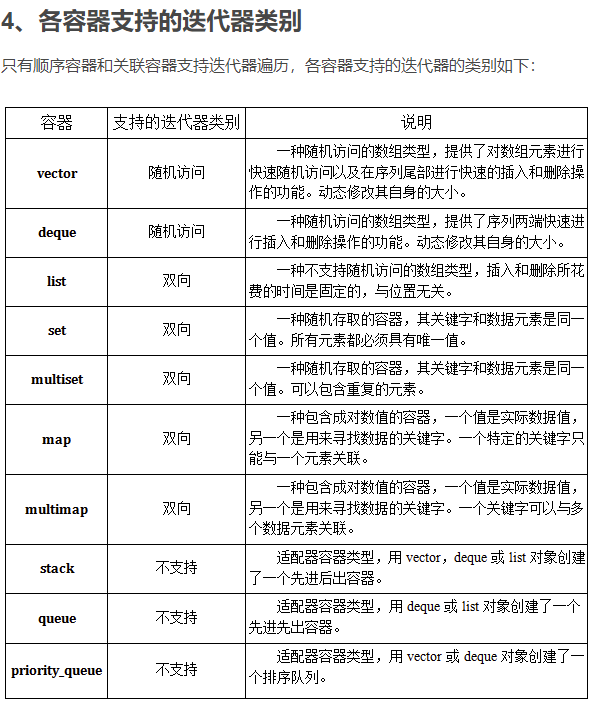 4、各容器支持的迭代器类别
只有顺序容器和关联容器支持迭代器遍历，各容器支持的迭代器的类别如下：
容器 支持的迭代器类别 说明
vector 随机访问 一种随机访问的数组类型，提供了对数组元素进行
快速随机访问以及在序列尾部进行快速的插入和删除操
作的功能。动态修改其自身的大小。
deque 随机访问 一种随机访问的数组类型，提供了序列两端快速进
行插入和删除操作的功能。动态修改其自身的大小。
list 双向 一种不支持随机访问的数组类型，插入和删除所花
费的时间是固定的，与位置无关。
set 双向 一种随机存取的容器，其关键字和数据元素是同一
个值。所有元素都必须具有唯一值。
multiset 双向 一种随机存取的容器，其关键字和数据元素是同一
个值。可以包含重复的元素。
map 双向 一种包含成对数值的容器，一个值是实际数据值，
另一个是用来寻找数据的关键字。一个特定的关键字只
能与一个元素关联。
multimap 双向 一种包含成对数值的容器，一个值是实际数据值，
另一个是用来寻找数据的关键字。一个关键字可以与多
个数据元素关联。
stack 不支持 适配器容器类型，用 vector，deque 或 list 对象创建
了一个先进后出容器。
queue 不支持 适配器容器类型，用 deque 或 list 对象创建了一个
先进先出容器。
priority_queue 不支持 适配器容器类型，用 vector 或 deque 对象创建了一
个排序队列。